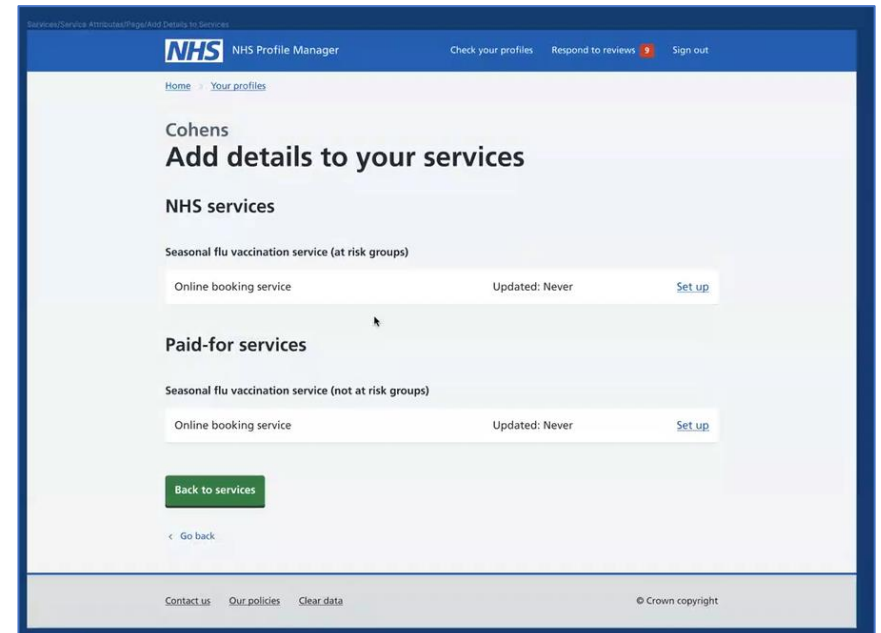 Services/Service Attributes/Page/Add Details to Services
NHS NHS Profile Manager Check your profiles Respond to reviews 9 Sign out
Home > Your profiles
Cohens
Add details to your services
NHS services
Seasonal flu vaccination service (at risk groups)
Online booking service Updated: Never Set up
Paid-for services
Seasonal flu vaccination service (not at risk groups)
Online booking service Updated: Never Set up
Back to services
< Go back
Contact us Our policies Clear data © Crown copyright